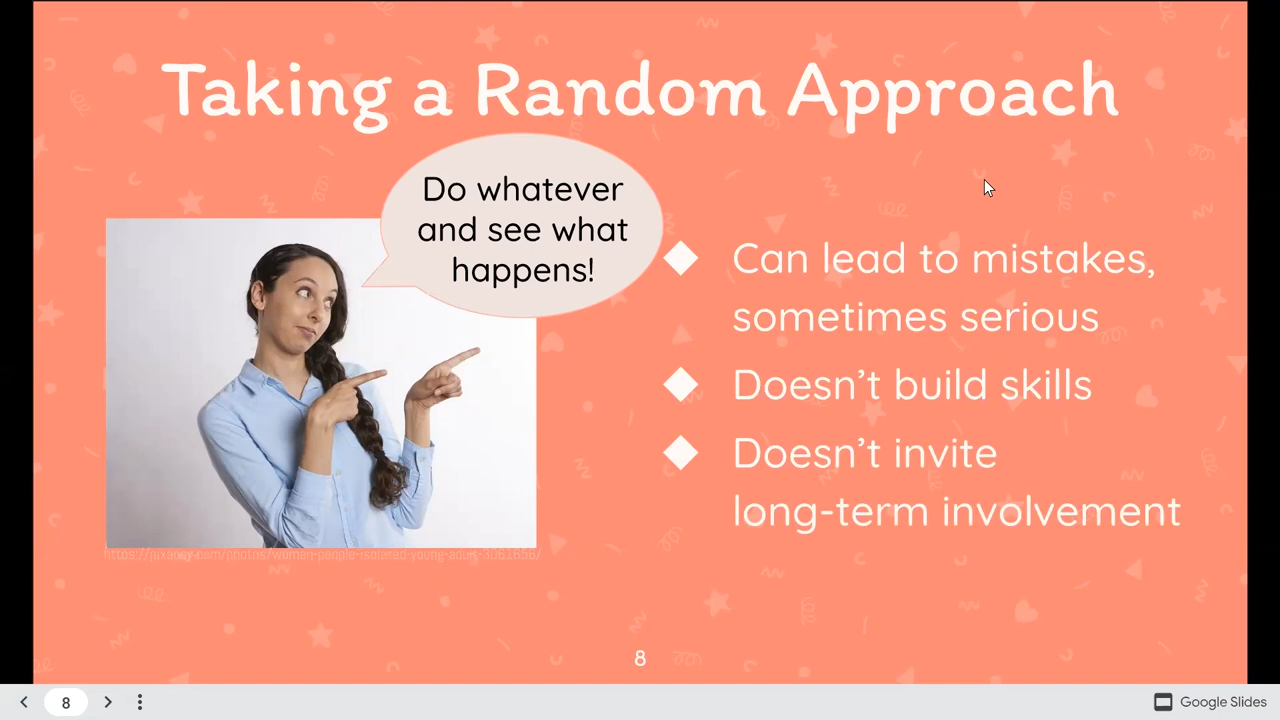 Taking a Random Approach
Do whatever
and see what
happens!
Can lead to mistakes,
sometimes serious
Doesn’t build skills
Doesn’t invite
long-term involvement
8
8
Google Slides